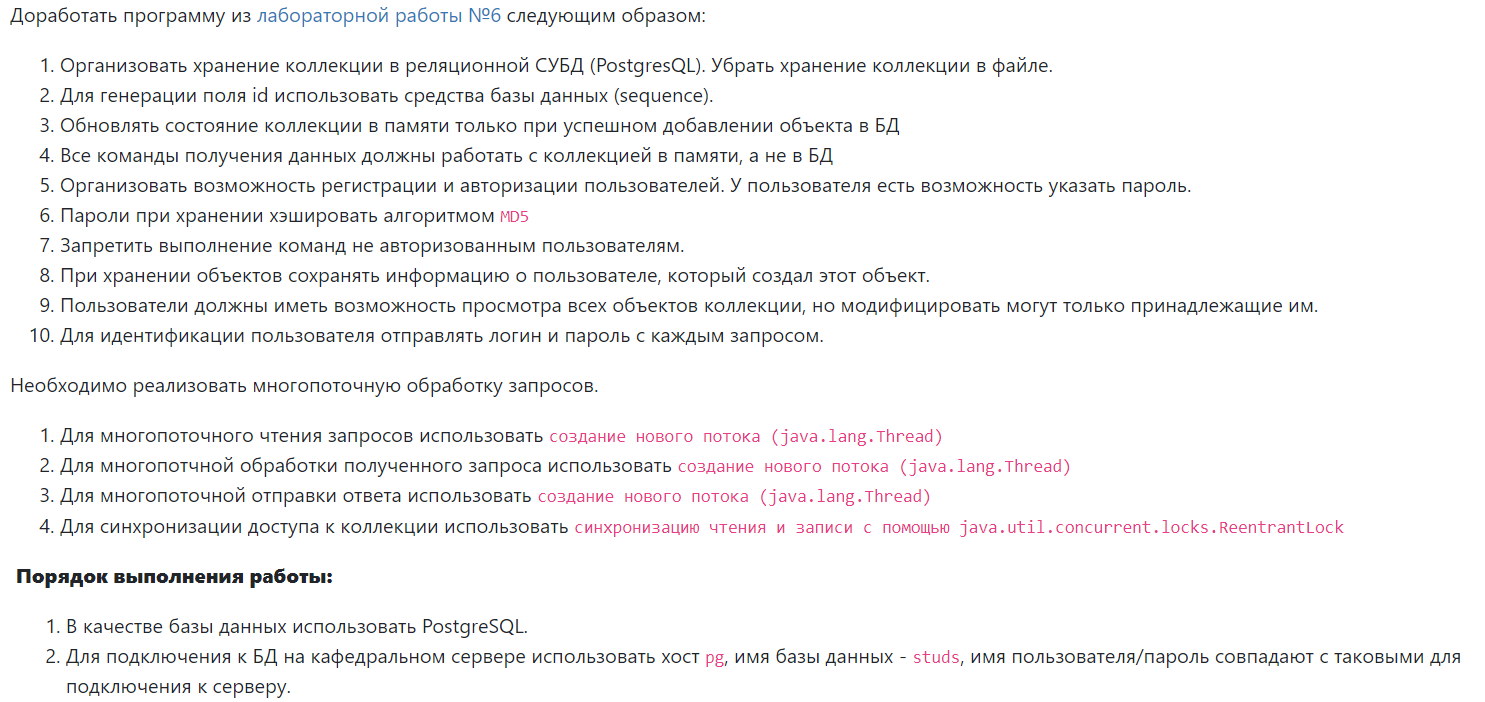 Доработать программу из лабораторной работы №6 следующим образом:
1. Организовать хранение коллекции в реляционной СУБД (PostgresQL). Убрать хранение коллекции в файле.
2. Для генерации поля id использовать средства базы данных (sequence).
3. Обновлять состояние коллекции в памяти только при успешном добавлении объекта в БД
4. Все команды получения данных должны работать с коллекцией в памяти, а не в БД
5. Организовать возможность регистрации и авторизации пользователей. У пользователя есть возможность указать пароль.
6. Пароли при хранении хэшировать алгоритмом MD5
7. Запретить выполнение команд не авторизованным пользователям.
8. При хранении объектов сохранять информацию о пользователе, который создал этот объект.
9. Пользователи должны иметь возможность просмотра всех объектов коллекции, но модифицировать могут только принадлежащие им.
10. Для идентификации пользователя отправлять логин и пароль с каждым запросом.
Необходимо реализовать многопоточную обработку запросов.
1. Для многопоточного чтения запросов использовать создание нового потока (java.lang.Thread)
2. Для многопотчной обработки полученного запроса использовать создание нового потока (java.lang.Thread)
3. Для многопоточной отправки ответа использовать создание нового потока (java.lang.Thread)
4. Для синхронизации доступа к коллекции использовать синхронизацию чтения и записи с помощью java.util.concurrent.locks.ReentrantLock
Порядок выполнения работы:
1. В качестве базы данных использовать PostgreSQL.
2. Для подключения к БД на кафедральном сервере использовать хост pg, имя базы данных - studs, имя пользователя/пароль совпадают с таковыми для
подключения к серверу.